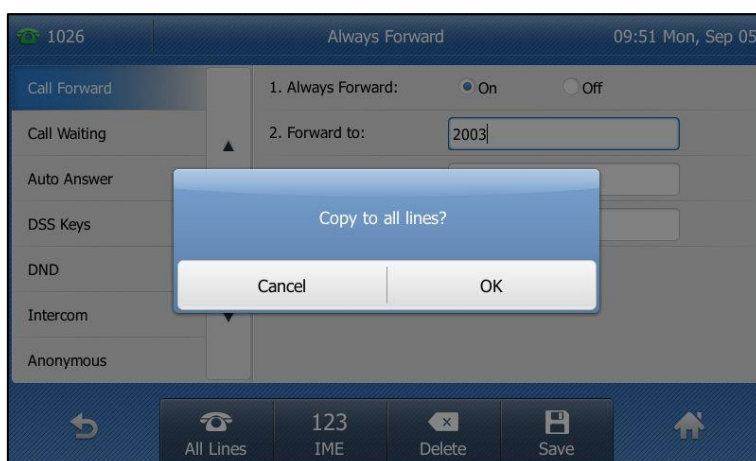 1026
Always Forward
09:51 Mon, Sep 05
Call Forward
1. Always Forward:
On
Off
Call Waiting
2. Forward to:
2003
Auto Answer
DSS Keys
Copy to all lines?
DND
Cancel
OK
Intercom
Anonymous
All Lines
123
IME
Delete
Save